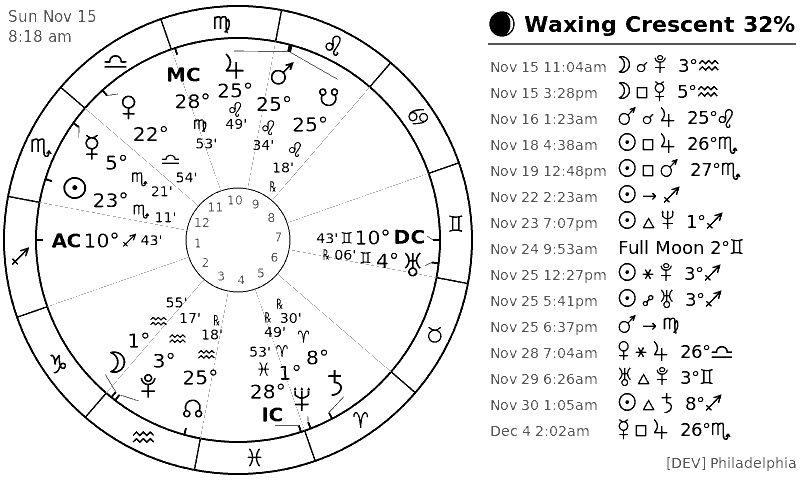 Sun Nov 15
8:18 am
Waxing Crescent 32%
Nov 15 11:04am ☽ ☌ ⯓ 3°♒
Nov 15 3:28pm ☽ □ ☿ 5°♒
Nov 16 1:23am ♂ ☌ ♃ 25°♌
Nov 18 4:38am ☉ □ ♃ 26°♏
Nov 19 12:48pm ☉ □ ♂ 27°♏
Nov 22 2:23am ☉ → ♐
Nov 23 7:07pm ☉ △ ♆ 1°♐
Nov 24 9:53am Full Moon 2°♊
Nov 25 12:27pm ☉ ⚹ ⯓ 3°♐
Nov 25 5:41pm ☉ ☍ ♅ 3°♐
Nov 25 6:37pm ♂ → ♍
Nov 28 7:04am ♀ ⚹ ♃ 26°♎
Nov 29 6:26am ♅ △ ⯓ 3°♊
Nov 30 1:05am ☉ △ ♄ 8°♐
Dec 4 2:02am ☿ □ ♃ 26°♏
[DEV] Philadelphia
♍
♌
♋
♊
♉
♈
♓
♒
♑
♐
♏
♎
MC 28° ♍ 53'
♃ 25° ♌ 49'
♂ 25° ♌ 34'
☋ 25° ♌ 18' ℞
♀ 22° ♎ 54'
☿ 5° ♏ 21'
☉ 23° ♏ 11'
AC 10° ♐ 43'
43' ♊ 10° DC
℞ 06' ♊ 4° ♅
☽ 1° ♒ 55'
⯓ 3° ♒ 17'
☊ 25° ♒ 18' ℞
IC 28° ♓ 53'
♆ 1° ♈ 49' ℞
♄ 8° ♈ 30' ℞
1
2
3
4
5
6
7
8
9
10
11
12